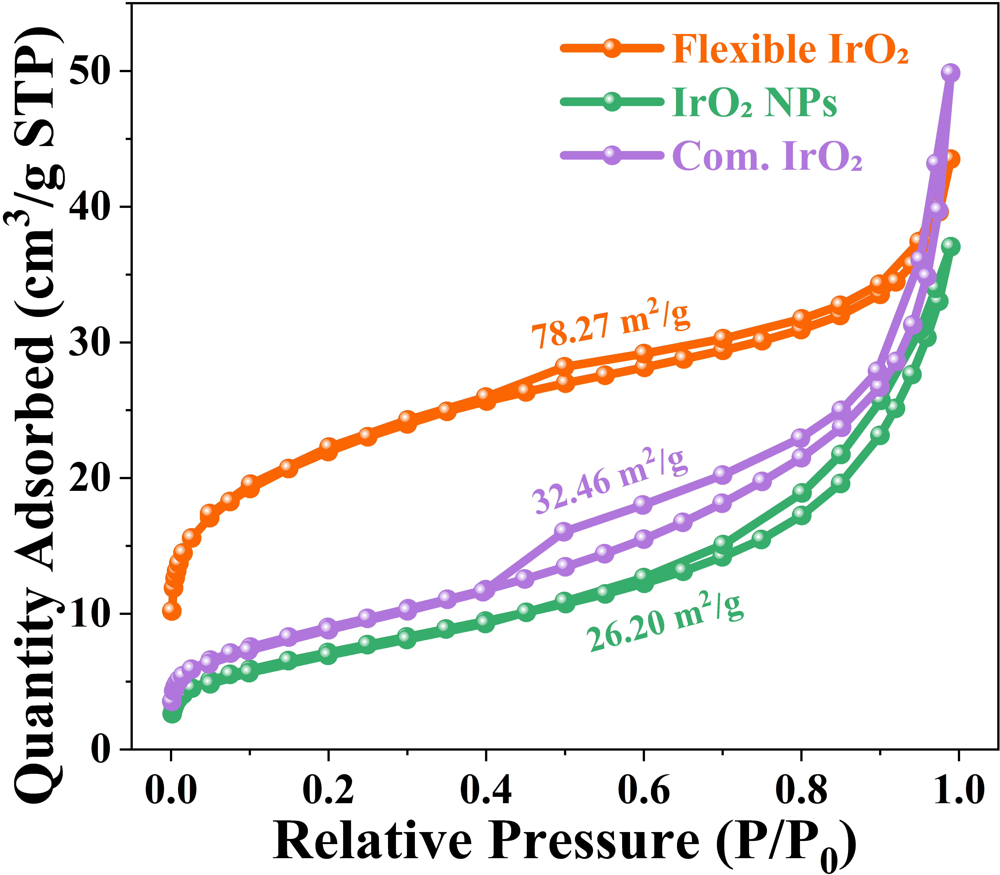 Quantity Adsorbed (cm³/g STP)
50
40
30
20
10
0
Flexible IrO₂
IrO₂ NPs
Com. IrO₂
78.27 m²/g
32.46 m²/g
26.20 m²/g
0.0 0.2 0.4 0.6 0.8 1.0
Relative Pressure (P/P₀)